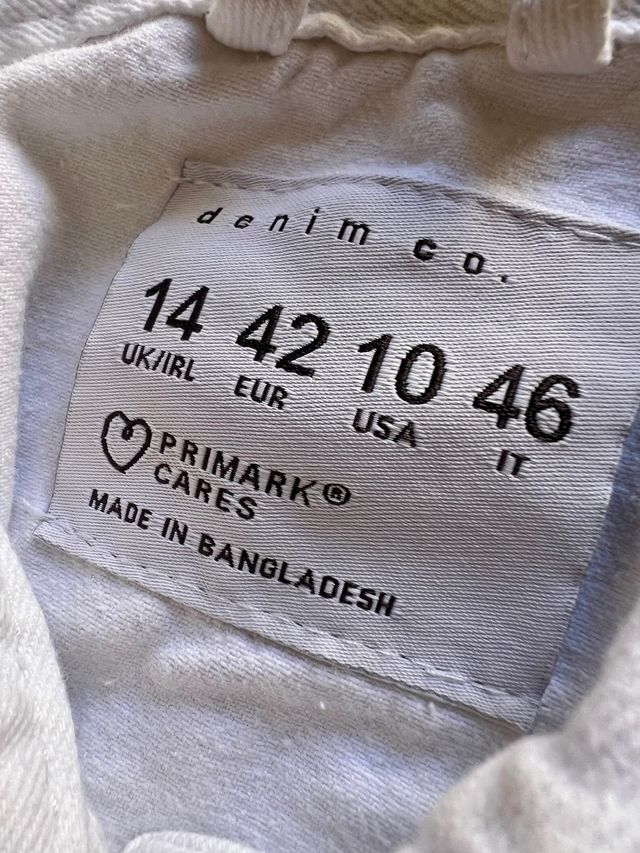 denim co.
14 42 10 46
UK/IRL EUR USA IT
PRIMARK®
CARES
MADE IN BANGLADESH